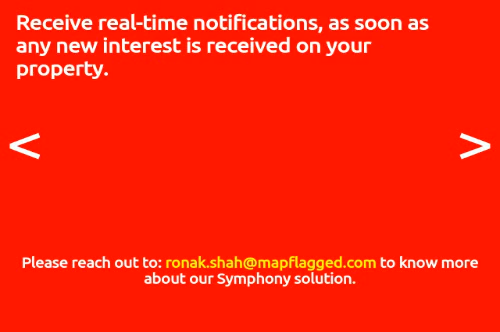 Receive real-time notifications, as soon as
any new interest is received on your
property.
< >
Please reach out to: ronak.shah@mapflagged.com to know more
about our Symphony solution.